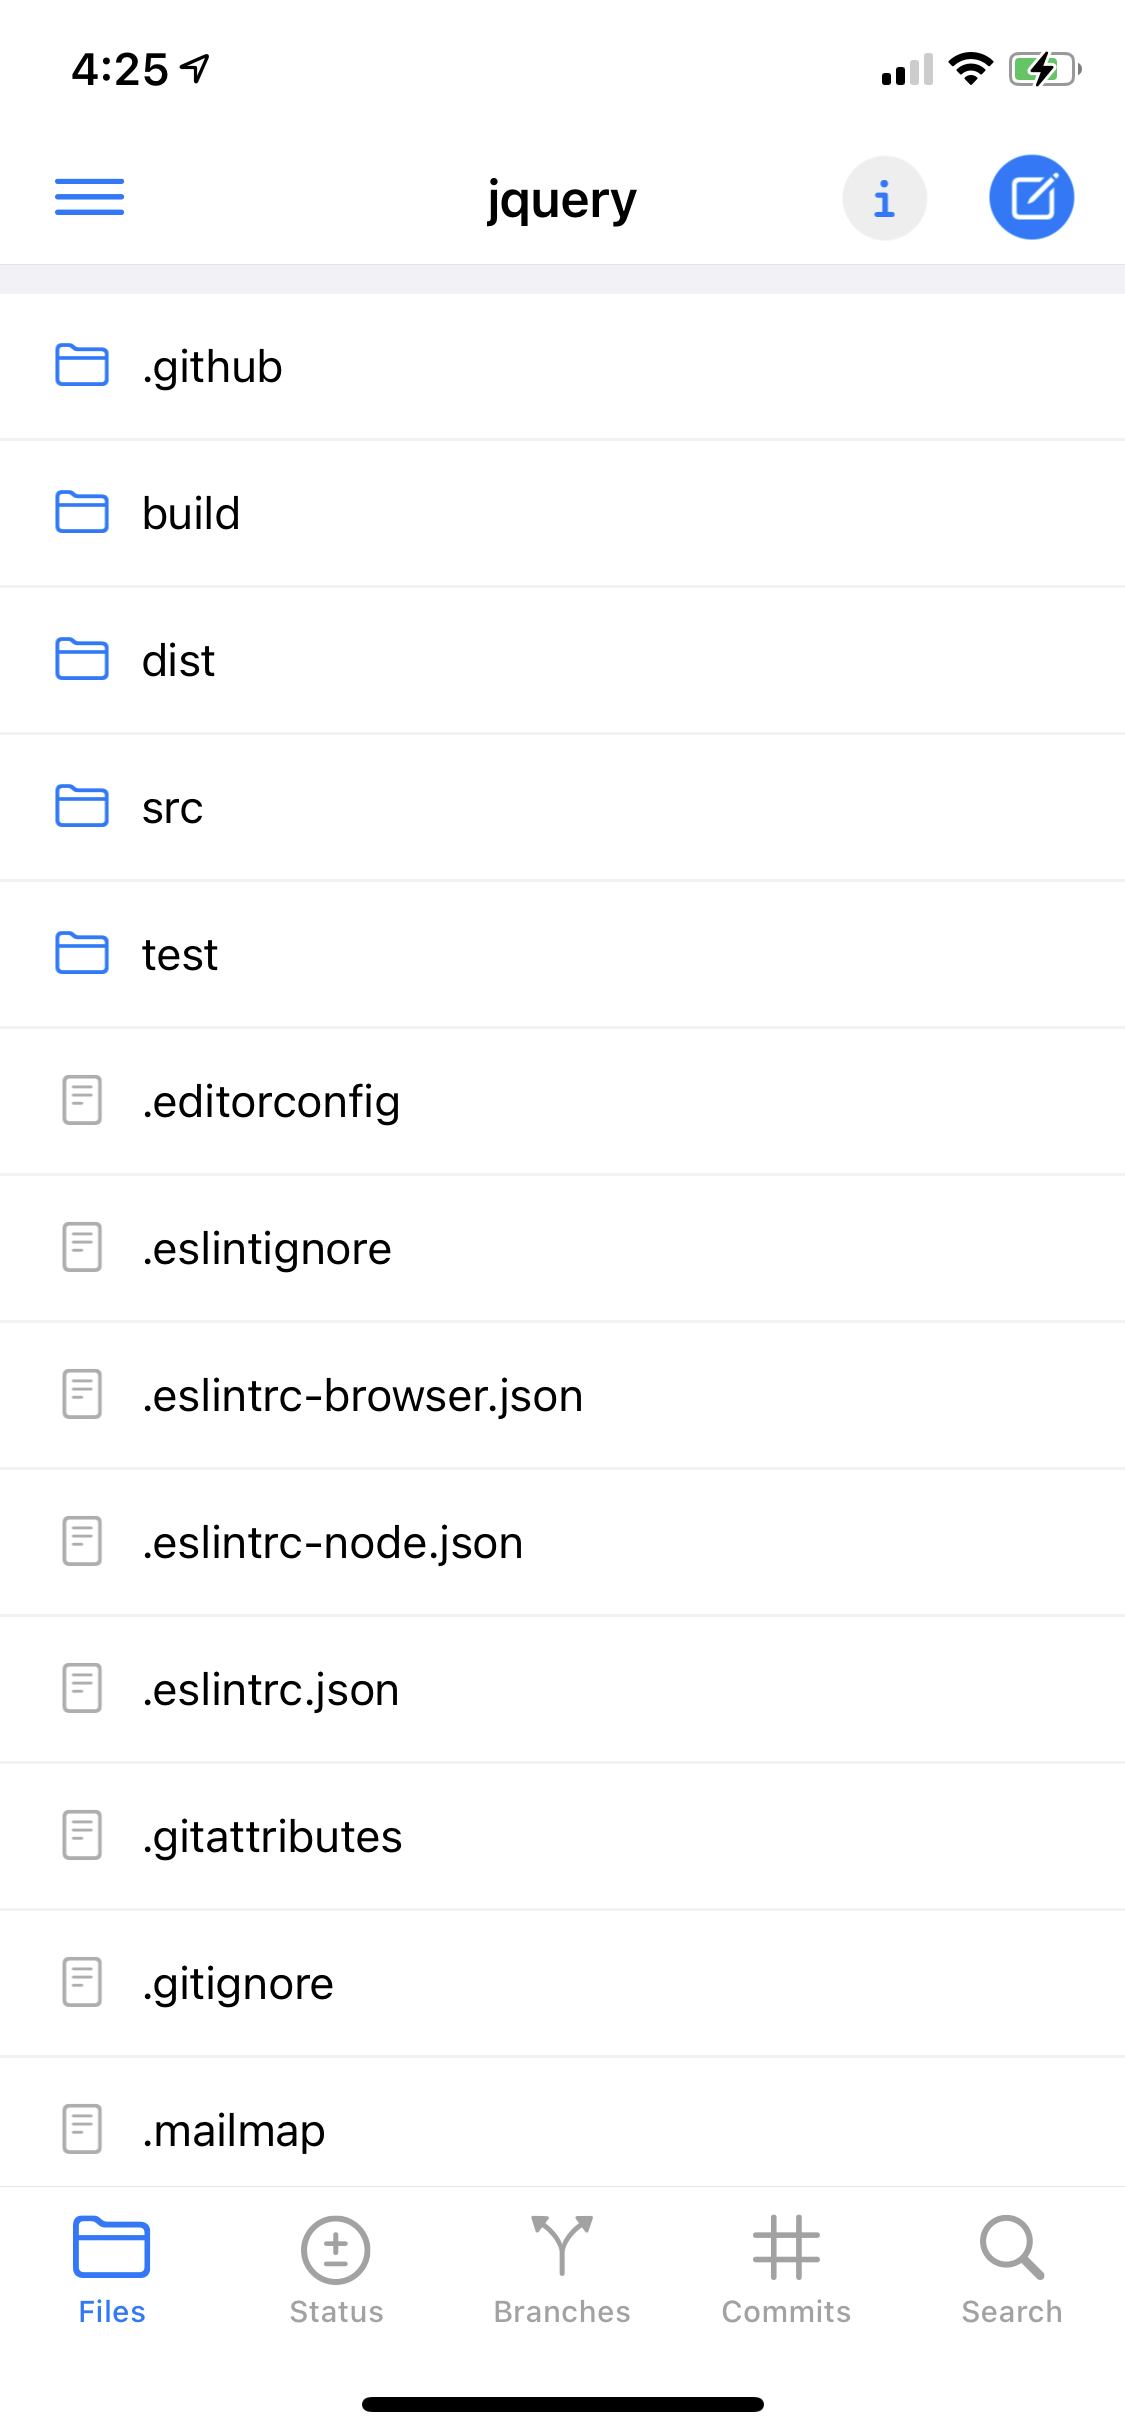 4:25
jquery
.github
build
dist
src
test
.editorconfig
.eslintignore
.eslintrc-browser.json
.eslintrc-node.json
.eslintrc.json
.gitattributes
.gitignore
.mailmap
Files Status Branches Commits Search